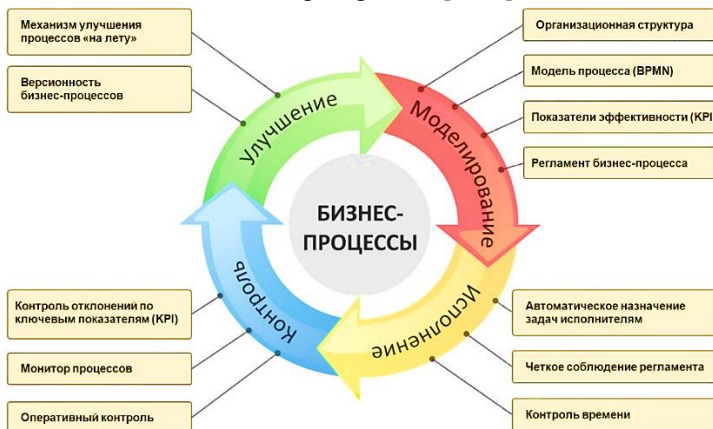 Механизм улучшения
процессов «на лету»
Версионность
бизнес-процессов
Организационная структура
Модель процесса (BPMN)
Показатели эффективности (KPI
Регламент бизнес-процесса
Улучшение
Моделирование
БИЗНЕС-
ПРОЦЕССЫ
Контроль
Исполнение
Контроль отклонений по
ключевым показателям (KPI)
Монитор процессов
Оперативный контроль
Автоматическое назначение
задач исполнителям
Четкое соблюдение регламента
Контроль времени